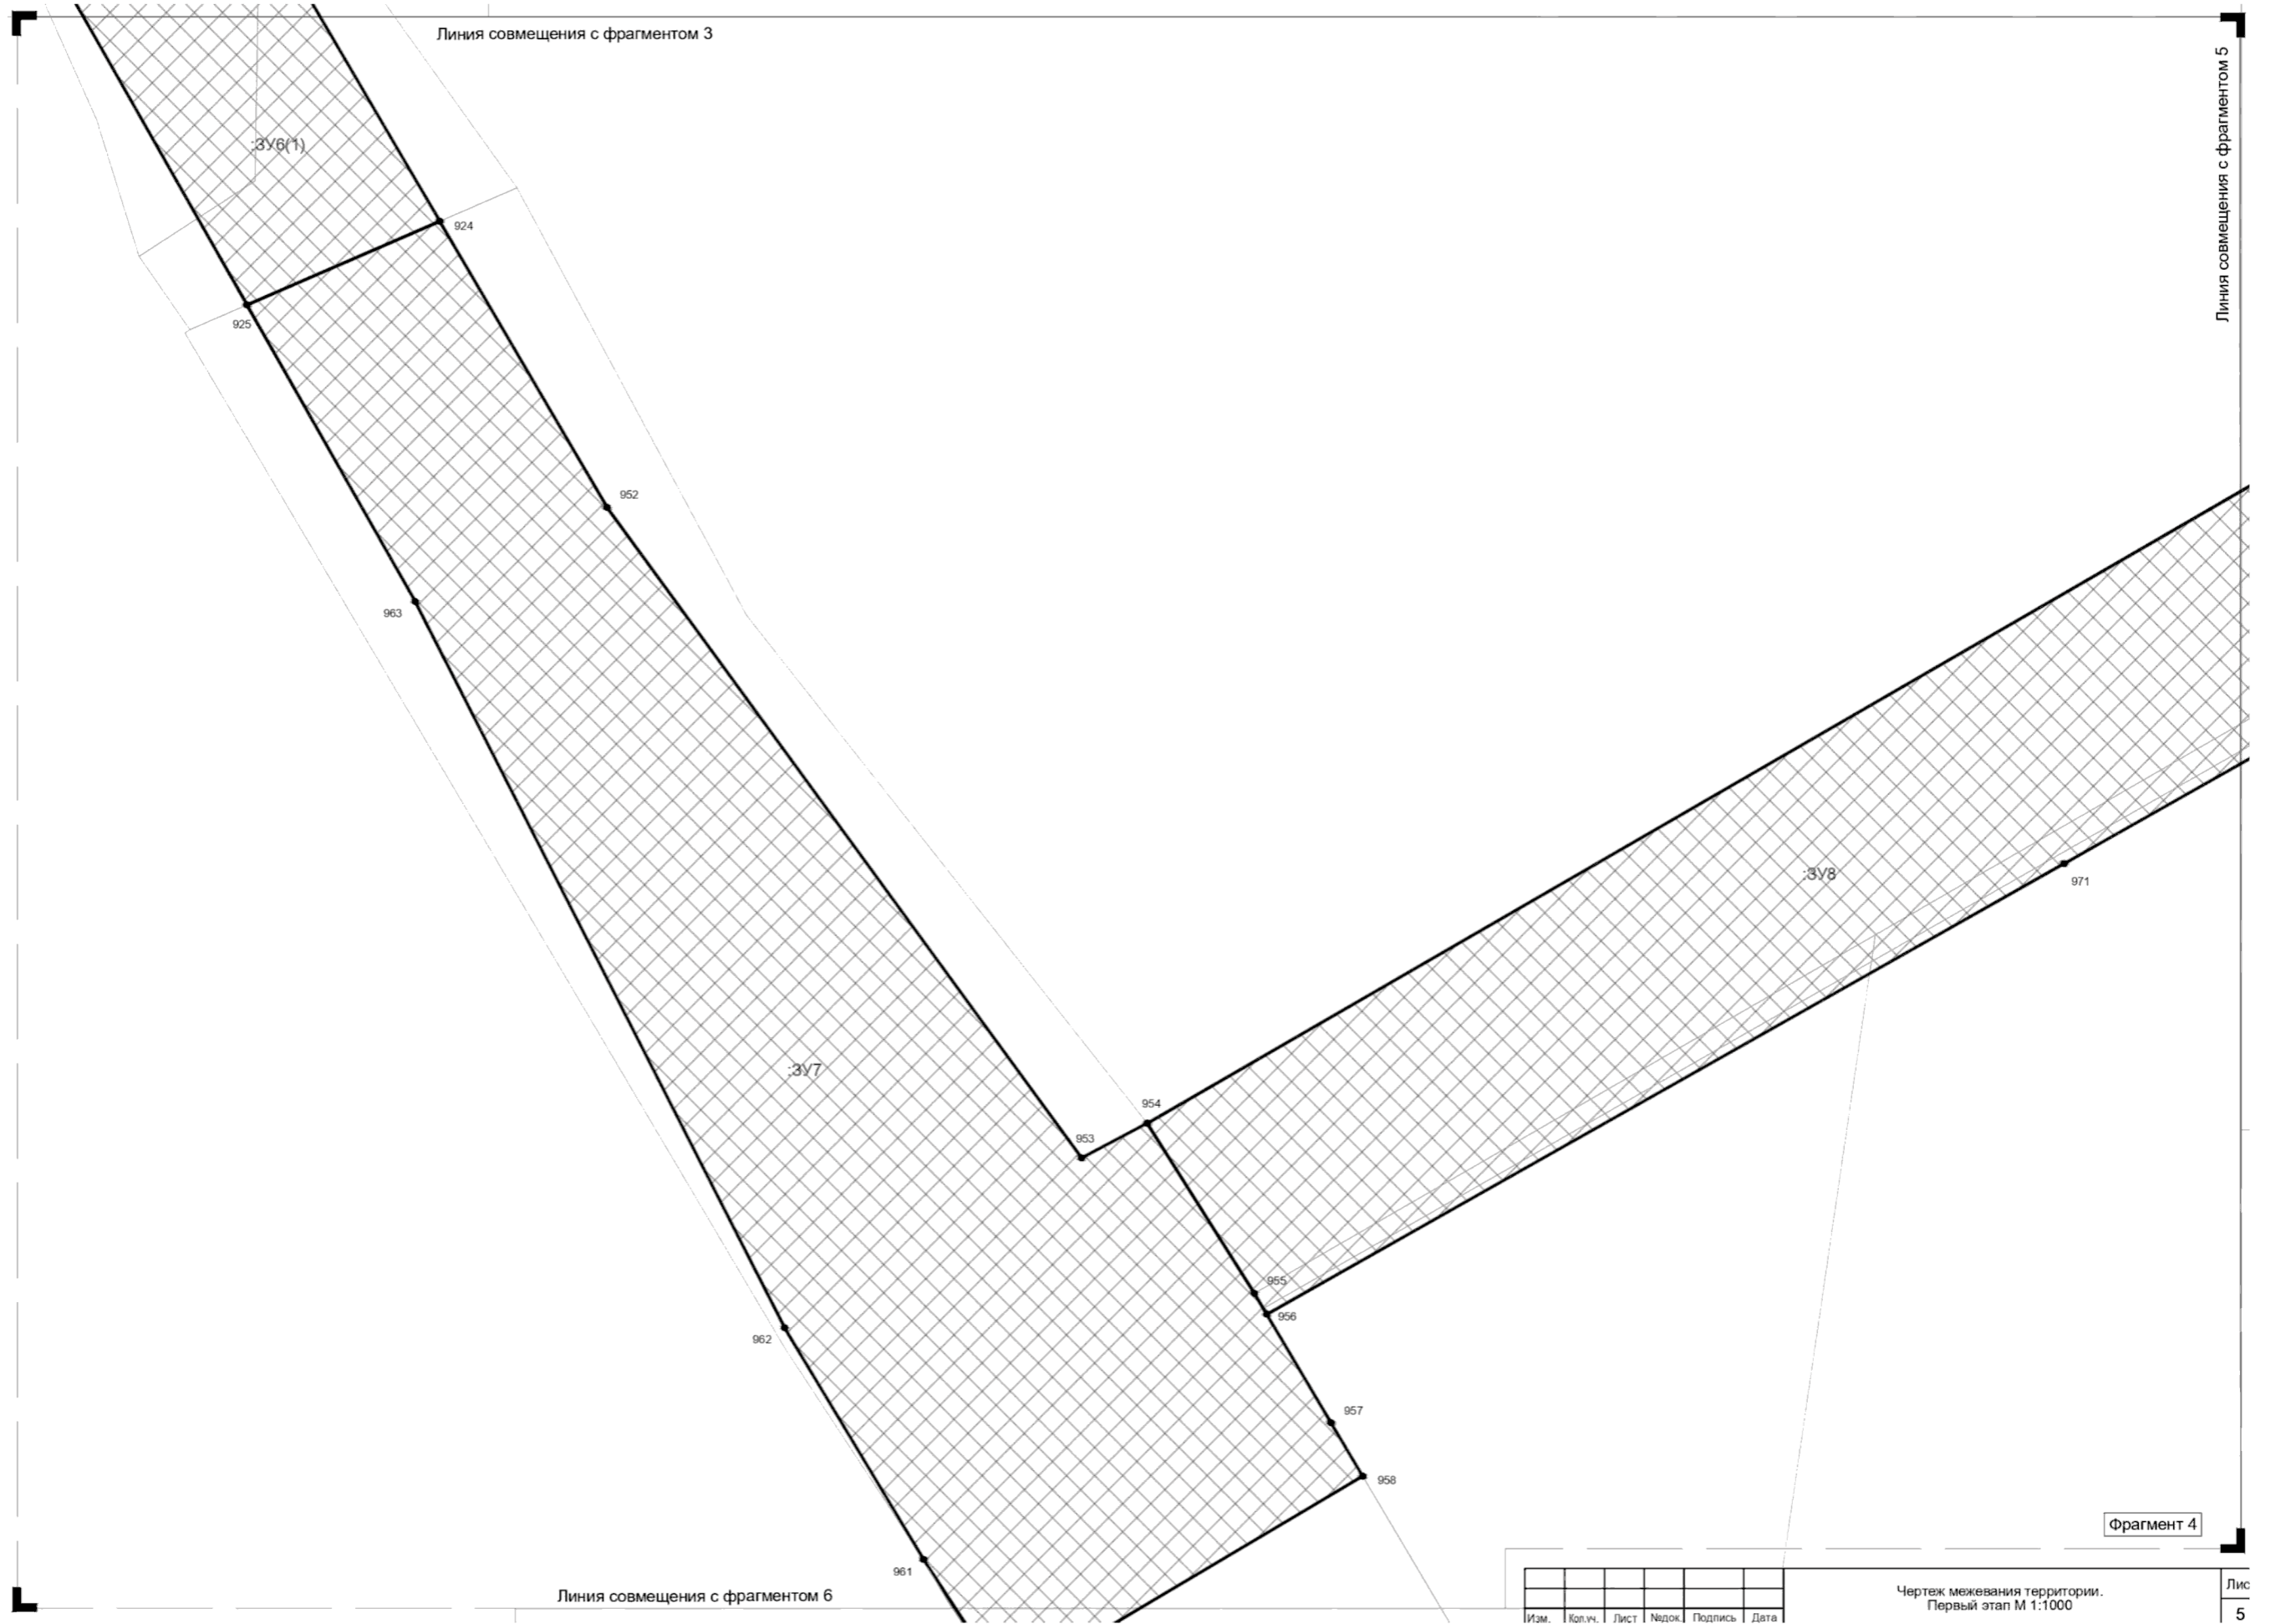 Линия совмещения с фрагментом 3
Линия совмещения с фрагментом 5
:ЗУ6(1)
924
925
952
963
:ЗУ8
971
:ЗУ7
954
953
955
956
962
957
958
961
Фрагмент 4
Линия совмещения с фрагментом 6
Изм. Кол.уч. Лист №док. Подпись Дата
Чертеж межевания территории.
Первый этап М 1:1000
Лис
5